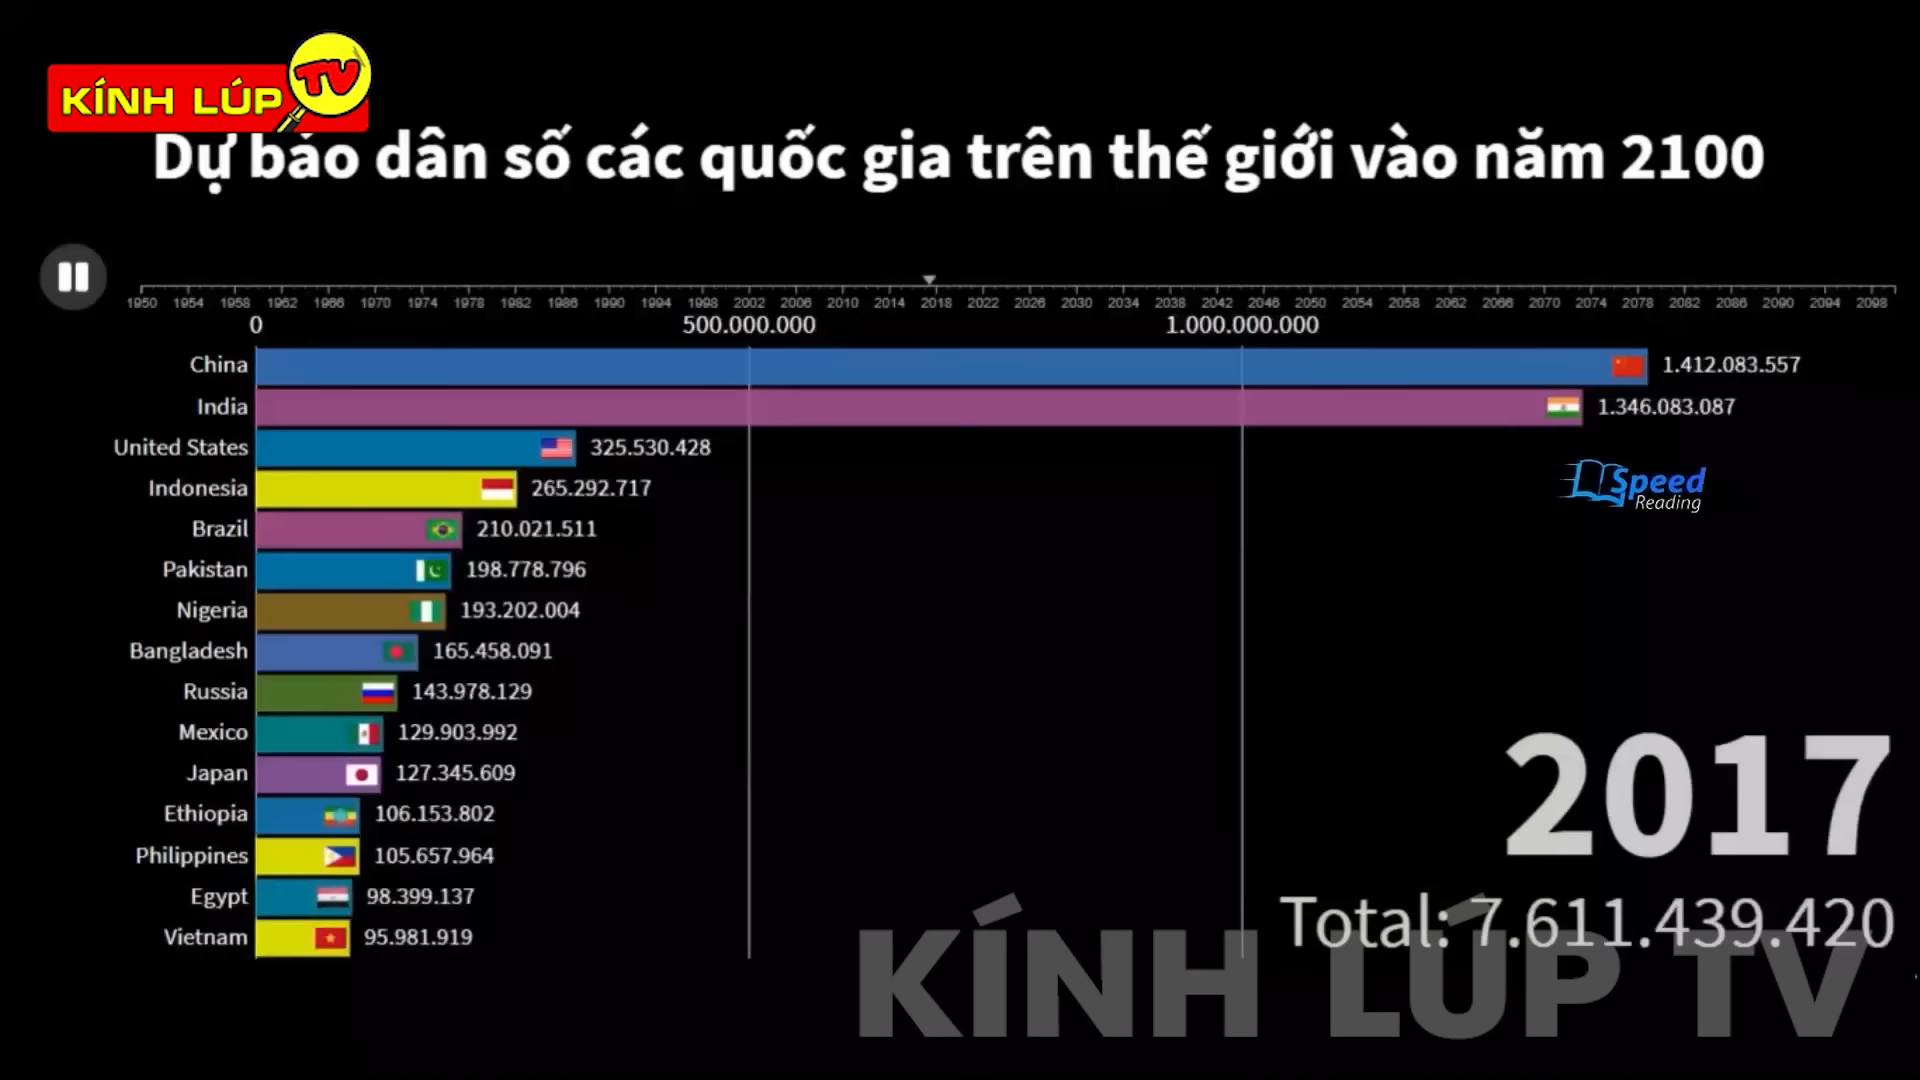 KÍNH LÚP TV
Dự báo dân số các quốc gia trên thế giới vào năm 2100
1950 1954 1958 1962 1966 1970 1974 1978 1982 1986 1990 1994 1998 2002 2006 2010 2014 2018 2022 2026 2030 2034 2038 2042 2046 2050 2054 2058 2062 2066 2070 2074 2078 2082 2086 2090 2094 2098
0 500.000.000 1.000.000.000
China 1.412.083.557
India 1.346.083.087
United States 325.530.428
Indonesia 265.292.717
Speed
Reading
Brazil 210.021.511
Pakistan 198.778.796
Nigeria 193.202.004
Bangladesh 165.458.091
Russia 143.978.129
Mexico 129.903.992
Japan 127.345.609
Ethiopia 106.153.802
Philippines 105.657.964
2017
Egypt 98.399.137
Total: 7.611.439.420
Vietnam 95.981.919
KÍNH LÚP TV